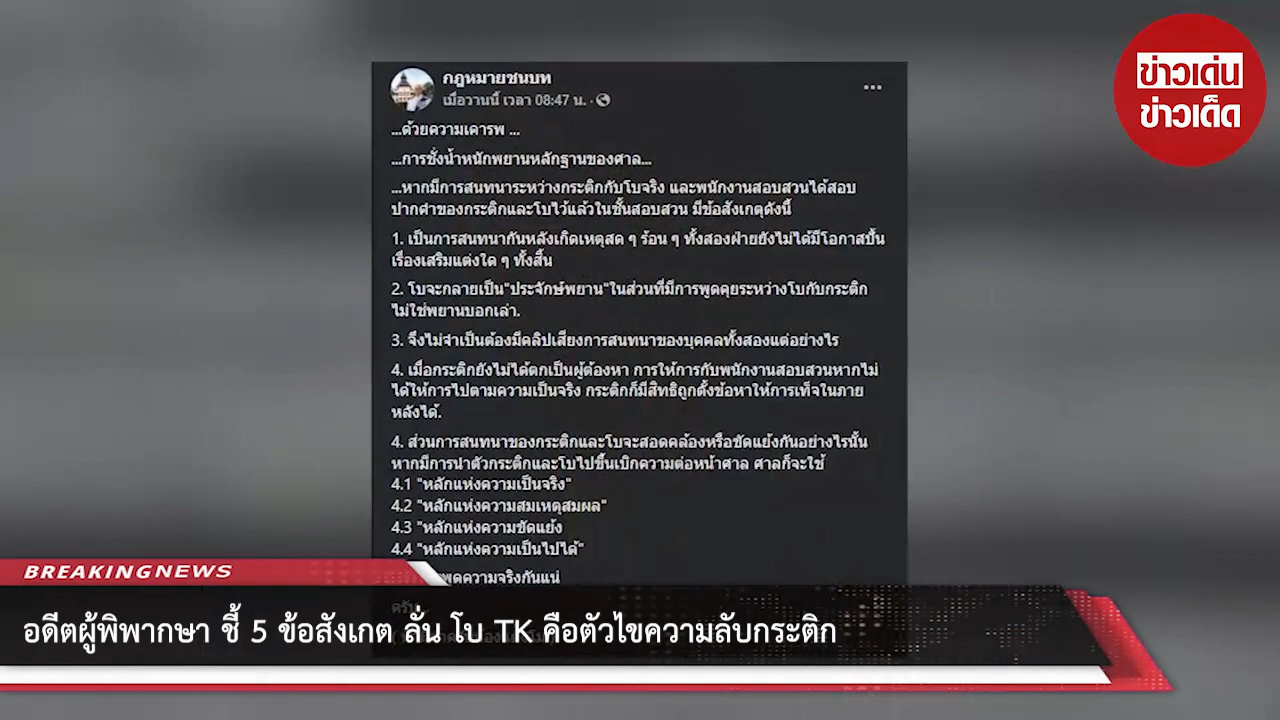 ข่าวเด่น
ข่าวเด็ด
กฎหมายชนบท
เมื่อวานนี้ เวลา 08:47 น. ·
...ด้วยความเคารพ ...
...การชั่งน้ำหนักพยานหลักฐานของศาล...
...หากมีการสนทนาระหว่างกระติกกับโบจริง และพนักงานสอบสวนได้สอบ
ปากคำของกระติกและโบไว้แล้วในชั้นสอบสวน มีข้อสังเกตุดังนี้
1. เป็นการสนทนากันหลังเกิดเหตุสด ๆ ร้อน ๆ ทั้งสองฝ่ายยังไม่ได้มีโอกาสปั้น
เรื่องเสริมแต่งใด ๆ ทั้งสิ้น
2. โบจะกลายเป็น"ประจักษ์พยาน"ในส่วนที่มีการพูดคุยระหว่างโบกับกระติก
ไม่ใช่พยานบอกเล่า.
3. จึงไม่จำเป็นต้องมีคลิปเสียงการสนทนาของบุคคลทั้งสองแต่อย่างไร
4. เมื่อกระติกยังไม่ได้ตกเป็นผู้ต้องหา การให้การกับพนักงานสอบสวนหากไม่
ได้ให้การไปตามความเป็นจริง กระติกก็มีสิทธิถูกตั้งข้อหาให้การเท็จในภาย
หลังได้.
4. ส่วนการสนทนาของกระติกและโบจะสอดคล้องหรือขัดแย้งกันอย่างไรนั้น
หากมีการนำตัวกระติกและโบไปขึ้นเบิกความต่อหน้าศาล ศาลก็จะใช้
4.1 "หลักแห่งความเป็นจริง"
4.2 "หลักแห่งความสมเหตุสมผล"
4.3 "หลักแห่งความขัดแย้ง
4.4 "หลักแห่งความเป็นไปได้"
พูดความจริงกันแน่
BREAKING NEWS
อดีตผู้พิพากษา ชี้ 5 ข้อสังเกต ลั่น โบ TK คือตัวไขความลับกระติก